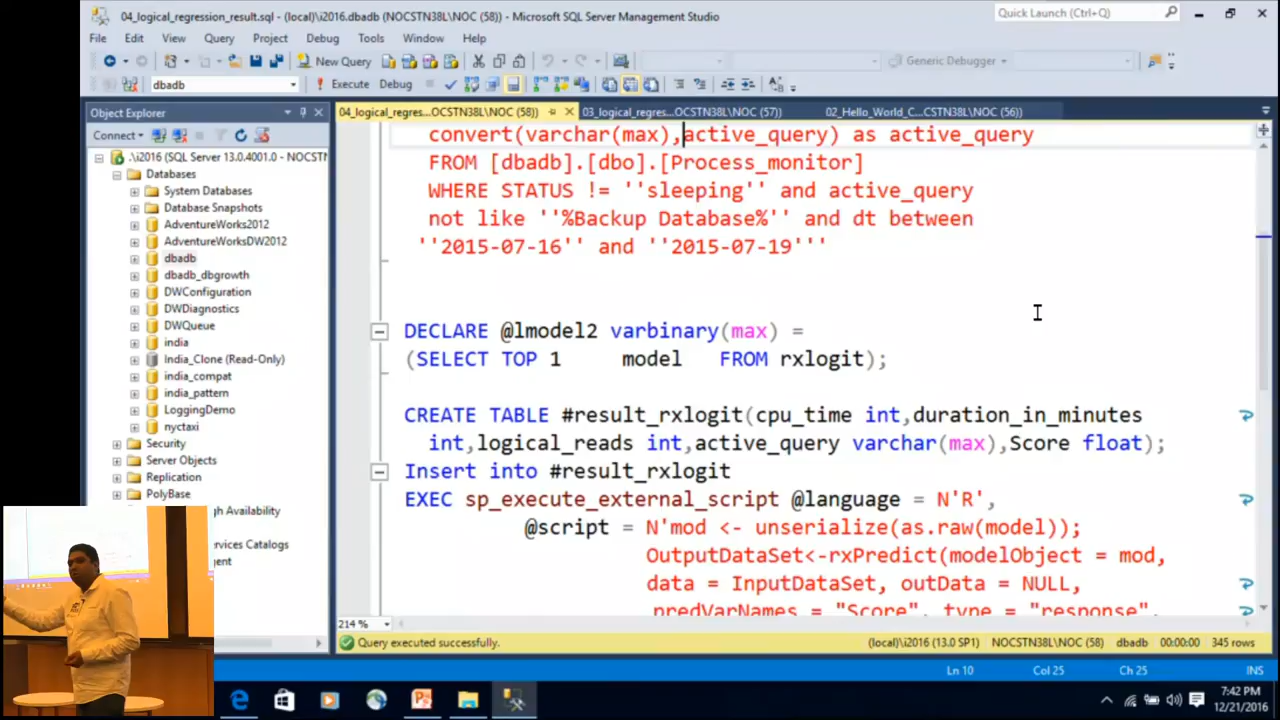 04_logical_regression_result.sql - (local)\i2016.dbadb (NOCSTN38L\NOC (58)) - Microsoft SQL Server Management Studio
Quick Launch (Ctrl+Q)
File Edit View Query Project Debug Tools Window Help
New Query
Generic Debugger
dbadb
Execute Debug
Object Explorer
04_logical_regres...OCSTN38L\NOC (58))
03_logical_regres...OCSTN38L\NOC (57))
02_Hello_World_C...CSTN38L\NOC (56))
Connect
.\i2016 (SQL Server 13.0.4001.0 - NOCSTN
Databases
System Databases
Database Snapshots
AdventureWorks2012
AdventureWorksDW2012
dbadb
dbadb_dbgrowth
DWConfiguration
DWDiagnostics
DWQueue
india
India_Clone (Read-Only)
india_compat
india_pattern
LoggingDemo
nyctaxi
Security
Server Objects
Replication
PolyBase
gh Availability
ervices Catalogs
gent
convert(varchar(max),active_query) as active_query
FROM [dbadb].[dbo].[Process_monitor]
WHERE STATUS != ''sleeping'' and active_query
not like ''%Backup Database%'' and dt between
''2015-07-16'' and ''2015-07-19'''
DECLARE @lmodel2 varbinary(max) =
(SELECT TOP 1 model FROM rxlogit);
CREATE TABLE #result_rxlogit(cpu_time int,duration_in_minutes
int,logical_reads int,active_query varchar(max),Score float);
Insert into #result_rxlogit
EXEC sp_execute_external_script @language = N'R',
@script = N'mod <- unserialize(as.raw(model));
OutputDataSet<-rxPredict(modelObject = mod,
data = InputDataSet, outData = NULL,
predVarNames = "Score", type = "response",
214 %
Query executed successfully.
(local)\i2016 (13.0 SP1)
NOCSTN38L\NOC (58)
dbadb
00:00:00
345 rows
Ln 10
Col 25
Ch 25
INS
7:42 PM
12/21/2016